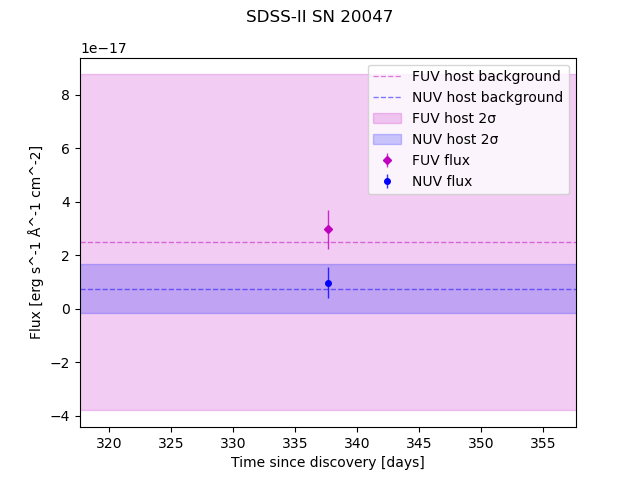 SDSS-II SN 20047
1e−17
FUV host background
NUV host background
FUV host 2σ
NUV host 2σ
FUV flux
NUV flux
8
6
4
2
0
−2
−4
Flux [erg s^-1 Å^-1 cm^-2]
320 325 330 335 340 345 350 355
Time since discovery [days]